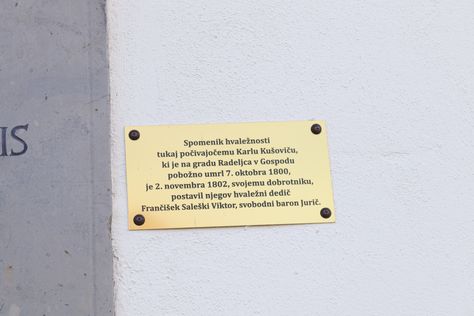 IS
Spomenik hvaležnosti
tukaj počivajočemu Karlu Kušoviču,
ki je na gradu Radeljca v Gospodu
pobožno umrl 7. oktobra 1800,
je 2. novembra 1802, svojemu dobrotniku,
postavil njegov hvaležni dedič
Frančišek Saleški Viktor, svobodni baron Jurič.